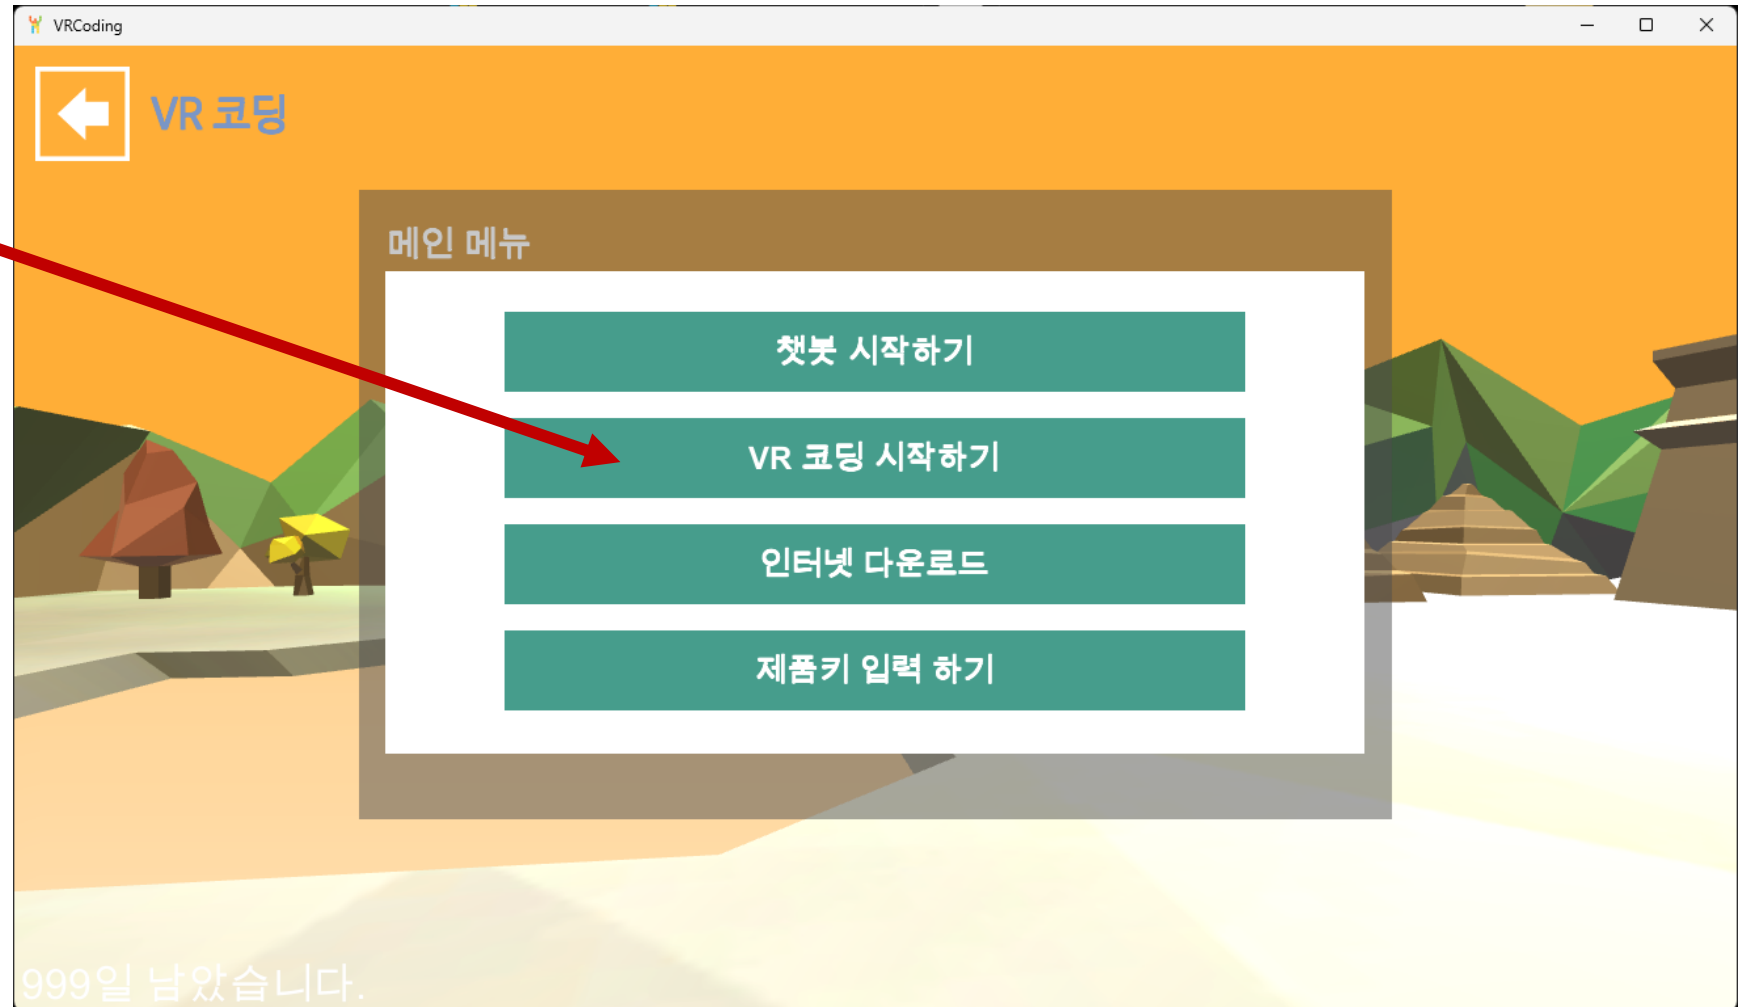 VRCoding
VR 코딩
메인 메뉴
챗봇 시작하기
VR 코딩 시작하기
인터넷 다운로드
제품키 입력 하기
999일 남았습니다.